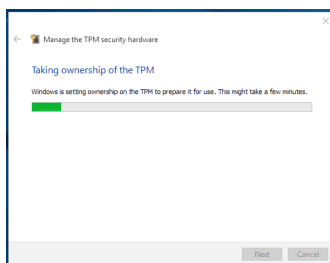 Manage the TPM security hardware
Taking ownership of the TPM
Windows is setting ownership on the TPM to prepare it for use. This might take a few minutes.
Next Cancel